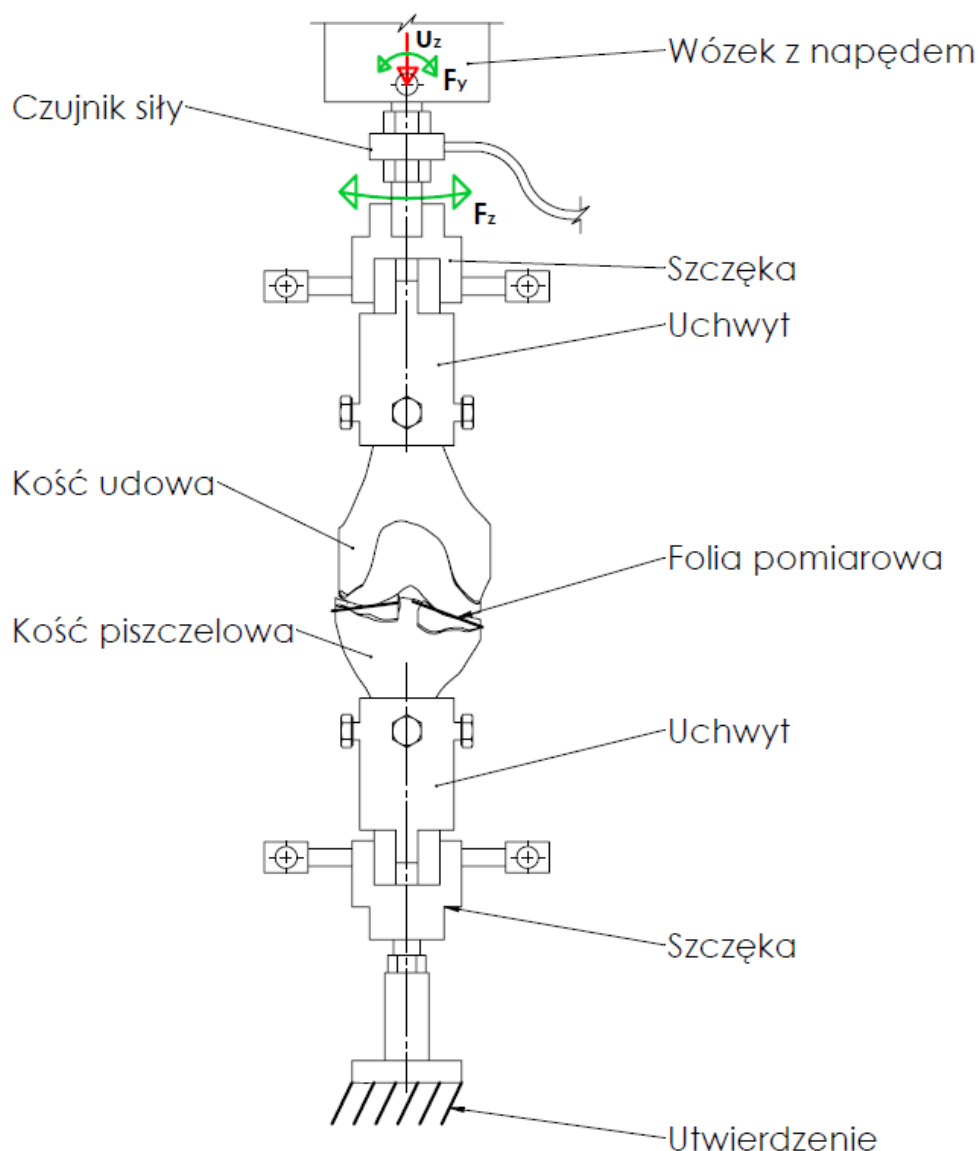 Uz
Wózek z napędem
Fy
Czujnik siły
Fz
Szczęka
Uchwyt
Kość udowa
Folia pomiarowa
Kość piszczelowa
Uchwyt
Szczęka
Utwierdzenie